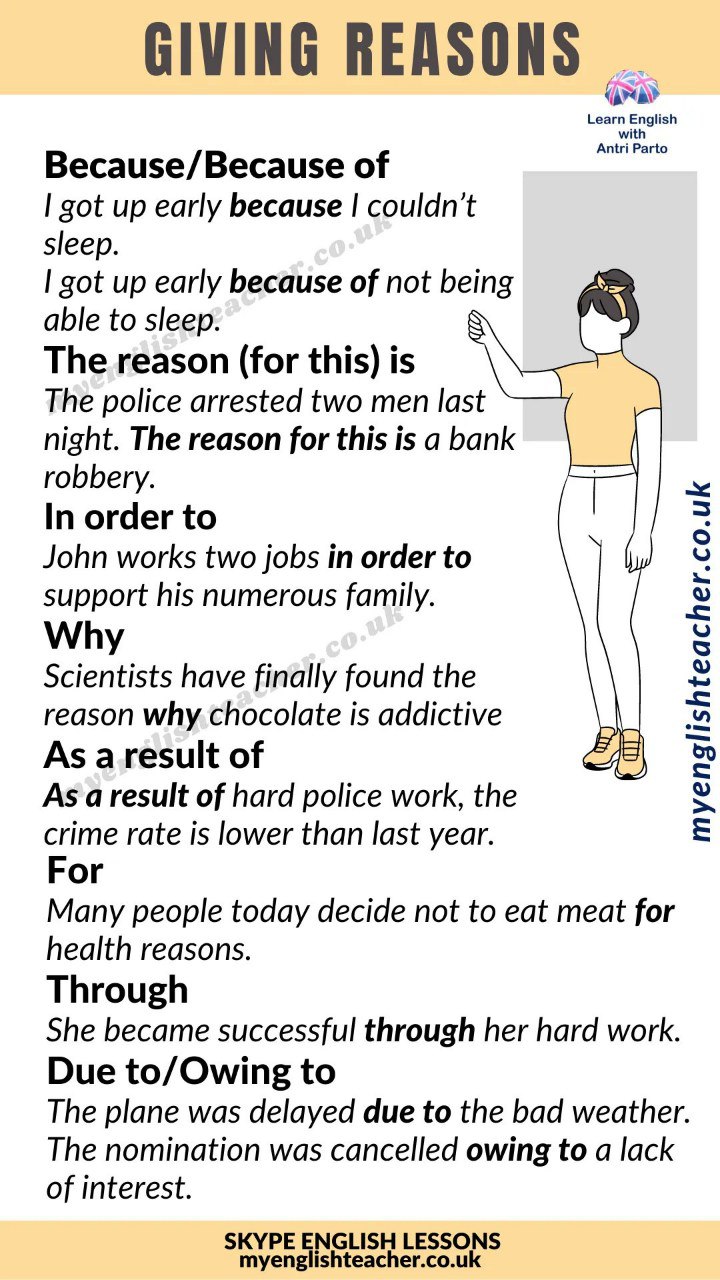 GIVING REASONS
Learn English
with
Antri Parto
Because/Because of
I got up early because I couldn't
sleep.
I got up early because of not being
able to sleep.
The reason (for this) is
The police arrested two men last
night. The reason for this is a bank
robbery.
In order to
John works two jobs in order to
support his numerous family.
Why
Scientists have finally found the
reason why chocolate is addictive
As a result of
As a result of hard police work, the
crime rate is lower than last year.
For
Many people today decide not to eat meat for
health reasons.
Through
She became successful through her hard work.
Due to/Owing to
The plane was delayed due to the bad weather.
The nomination was cancelled owing to a lack
of interest.
myenglishteacher.co.uk
myenglishteacher.co.uk
myenglishteacher.co.uk
SKYPE ENGLISH LESSONS
myenglishteacher.co.uk